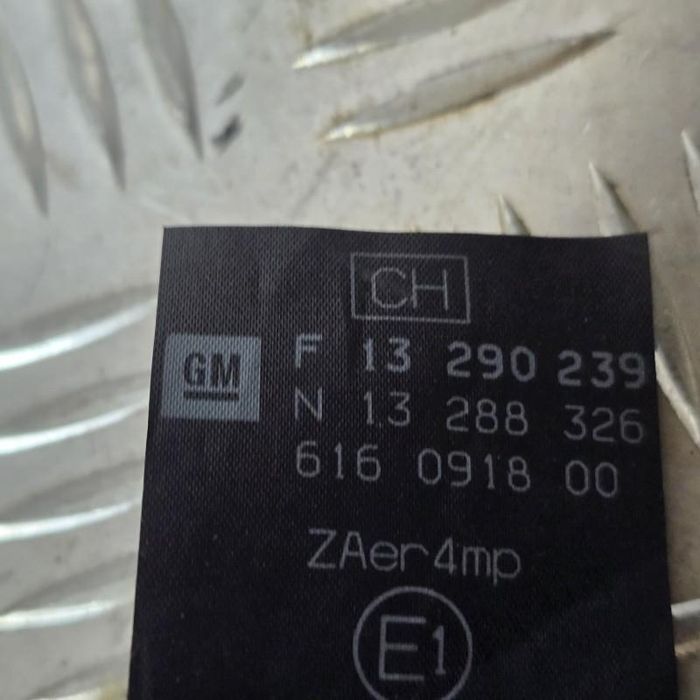 CH
GM F 13 290 239
N 13 288 326
616 0918 00
ZAer4mp
E1